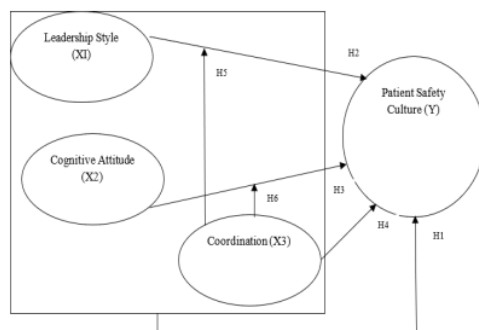 Leadership Style
(XI)
H2
H5
Patient Safety
Culture (Y)
Cognitive Attitude
(X2)
H3
H6
Coordination (X3)
H4
H1